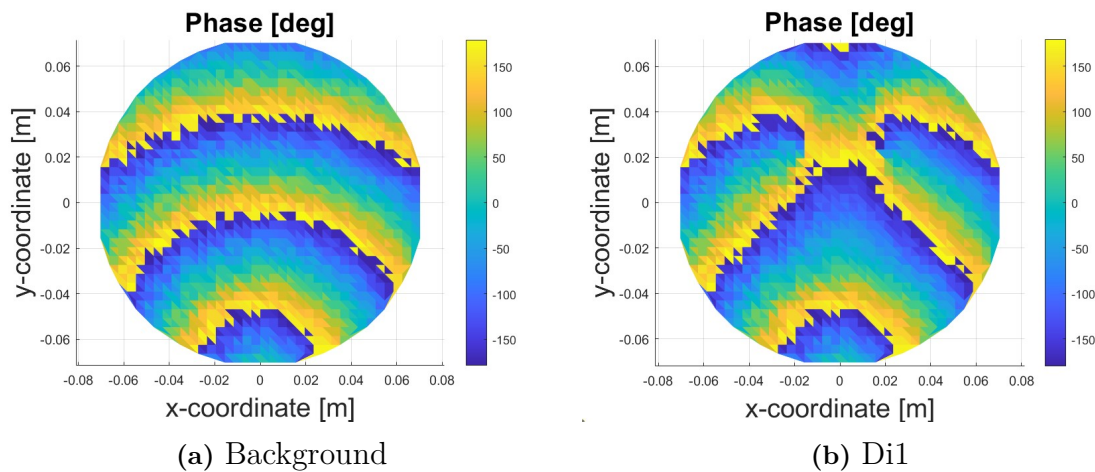 Phase [deg]
0.06
0.04
0.02
0
-0.02
-0.04
-0.06
y-coordinate [m]
-0.08 -0.06 -0.04 -0.02 0 0.02 0.04 0.06 0.08
x-coordinate [m]
150
100
50
0
-50
-100
-150
(a) Background
Phase [deg]
0.06
0.04
0.02
0
-0.02
-0.04
-0.06
y-coordinate [m]
-0.08 -0.06 -0.04 -0.02 0 0.02 0.04 0.06 0.08
x-coordinate [m]
150
100
50
0
-50
-100
-150
(b) Di1